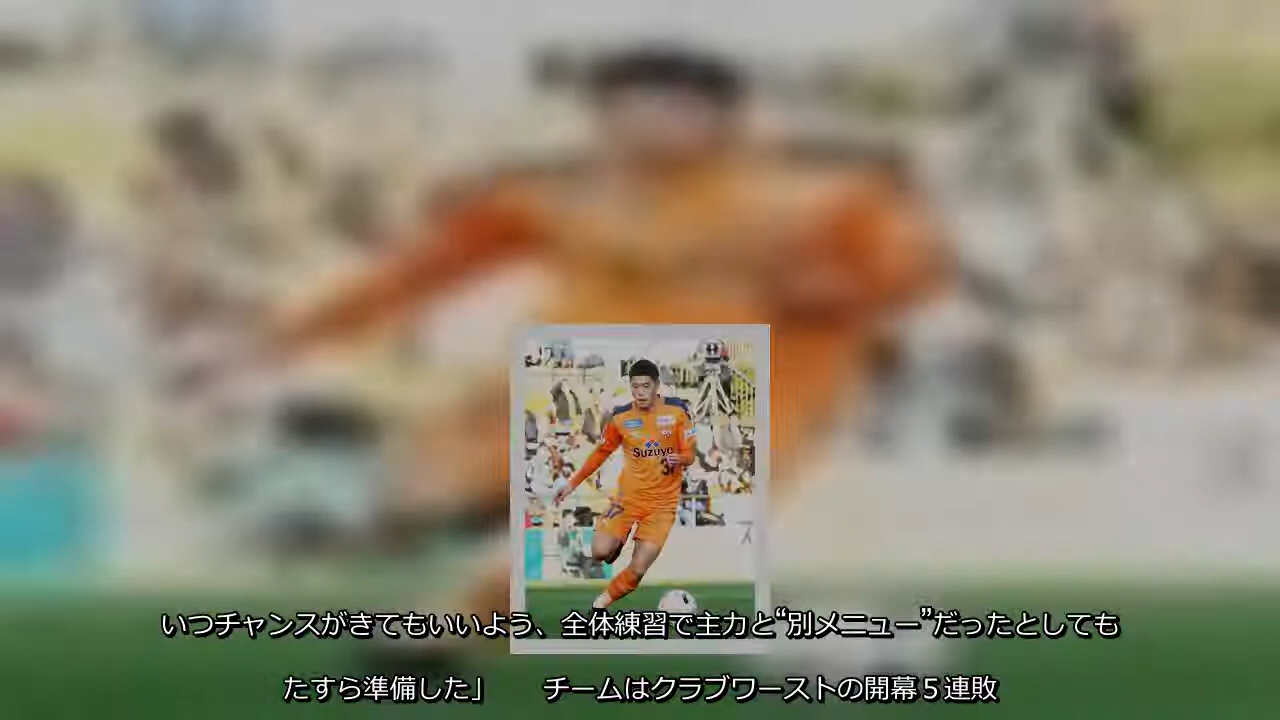 Suzuyo
37
ス
いつチャンスがきてもいいよう、全体練習で主力と“別メニュー”だったとしても
たすら準備した」　　チームはクラブワーストの開幕５連敗